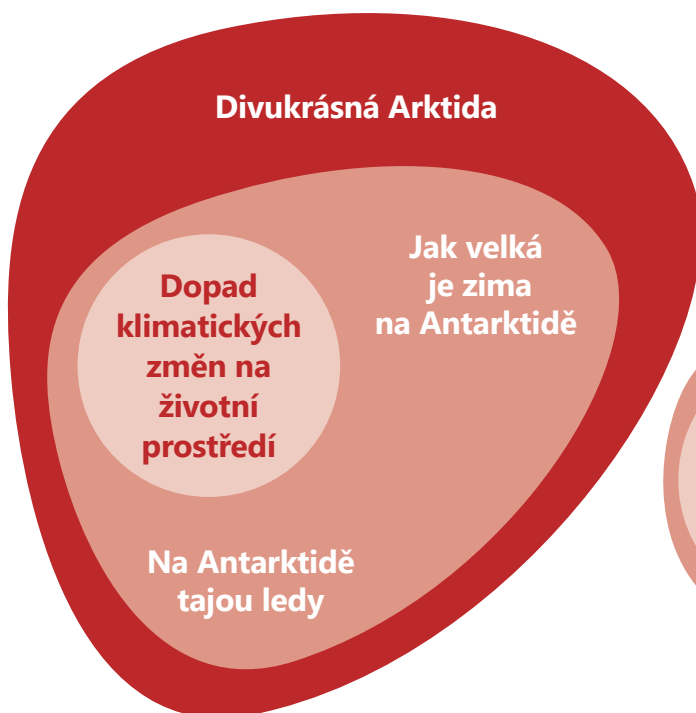 Divukrásná Arktida
Jak velká
je zima
na Antarktidě
Dopad
klimatických
změn na
životní
prostředí
Na Antarktidě
tajou ledy